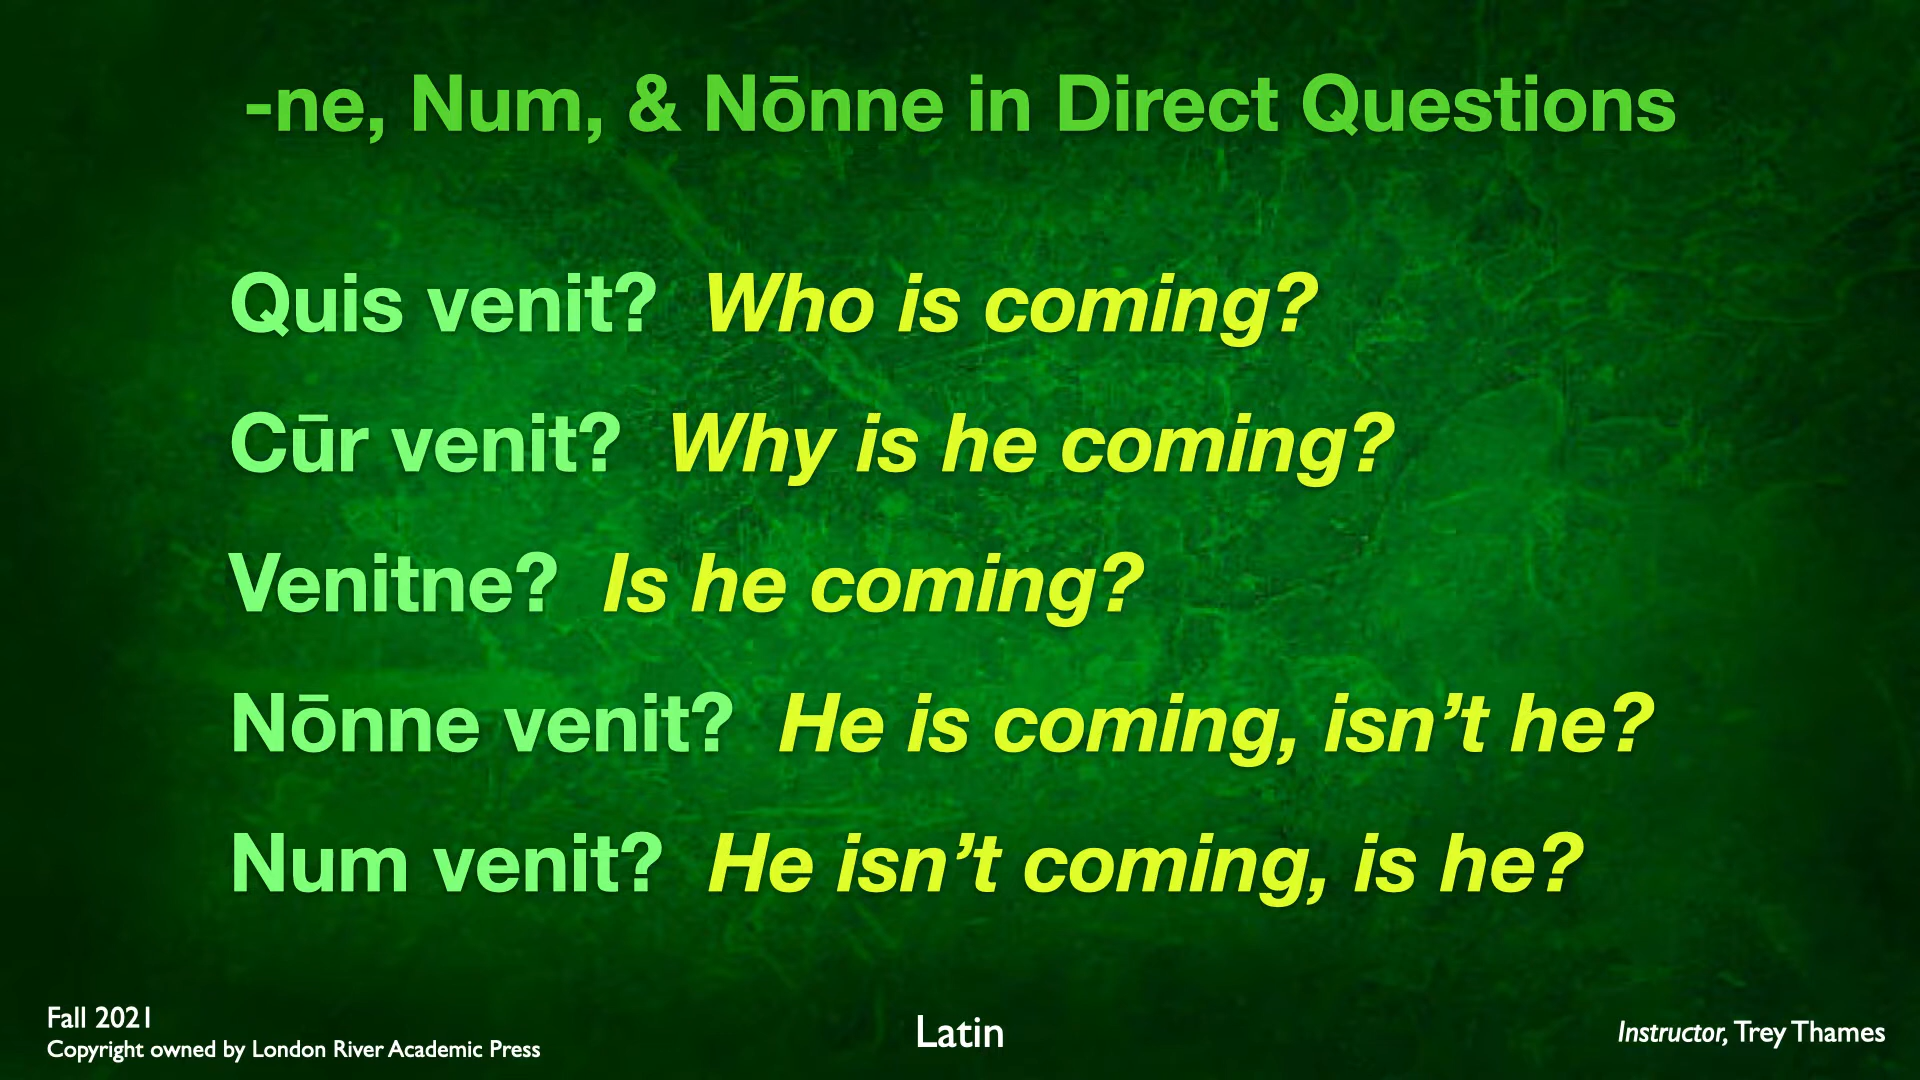 -ne, Num, & Nōnne in Direct Questions
Quis venit? Who is coming?
Cūr venit? Why is he coming?
Venitne? Is he coming?
Nōnne venit? He is coming, isn’t he?
Num venit? He isn’t coming, is he?
Fall 2021
Copyright owned by London River Academic Press
Latin
Instructor, Trey Thames